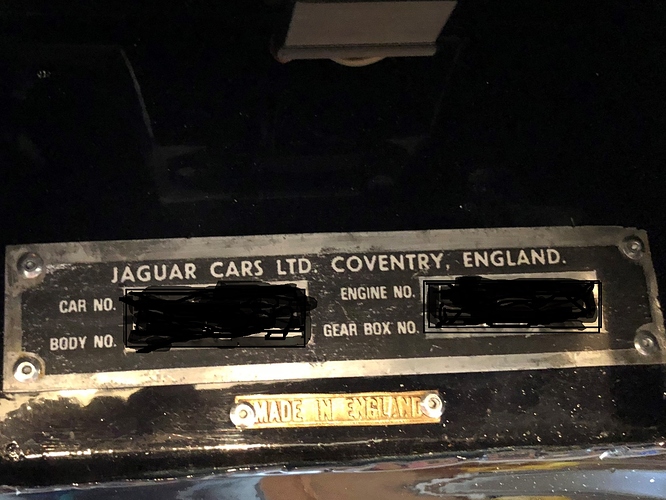 JAGUAR CARS LTD. COVENTRY, ENGLAND.
CAR NO.
ENGINE NO.
BODY NO.
GEAR BOX NO.
MADE IN ENGLAND